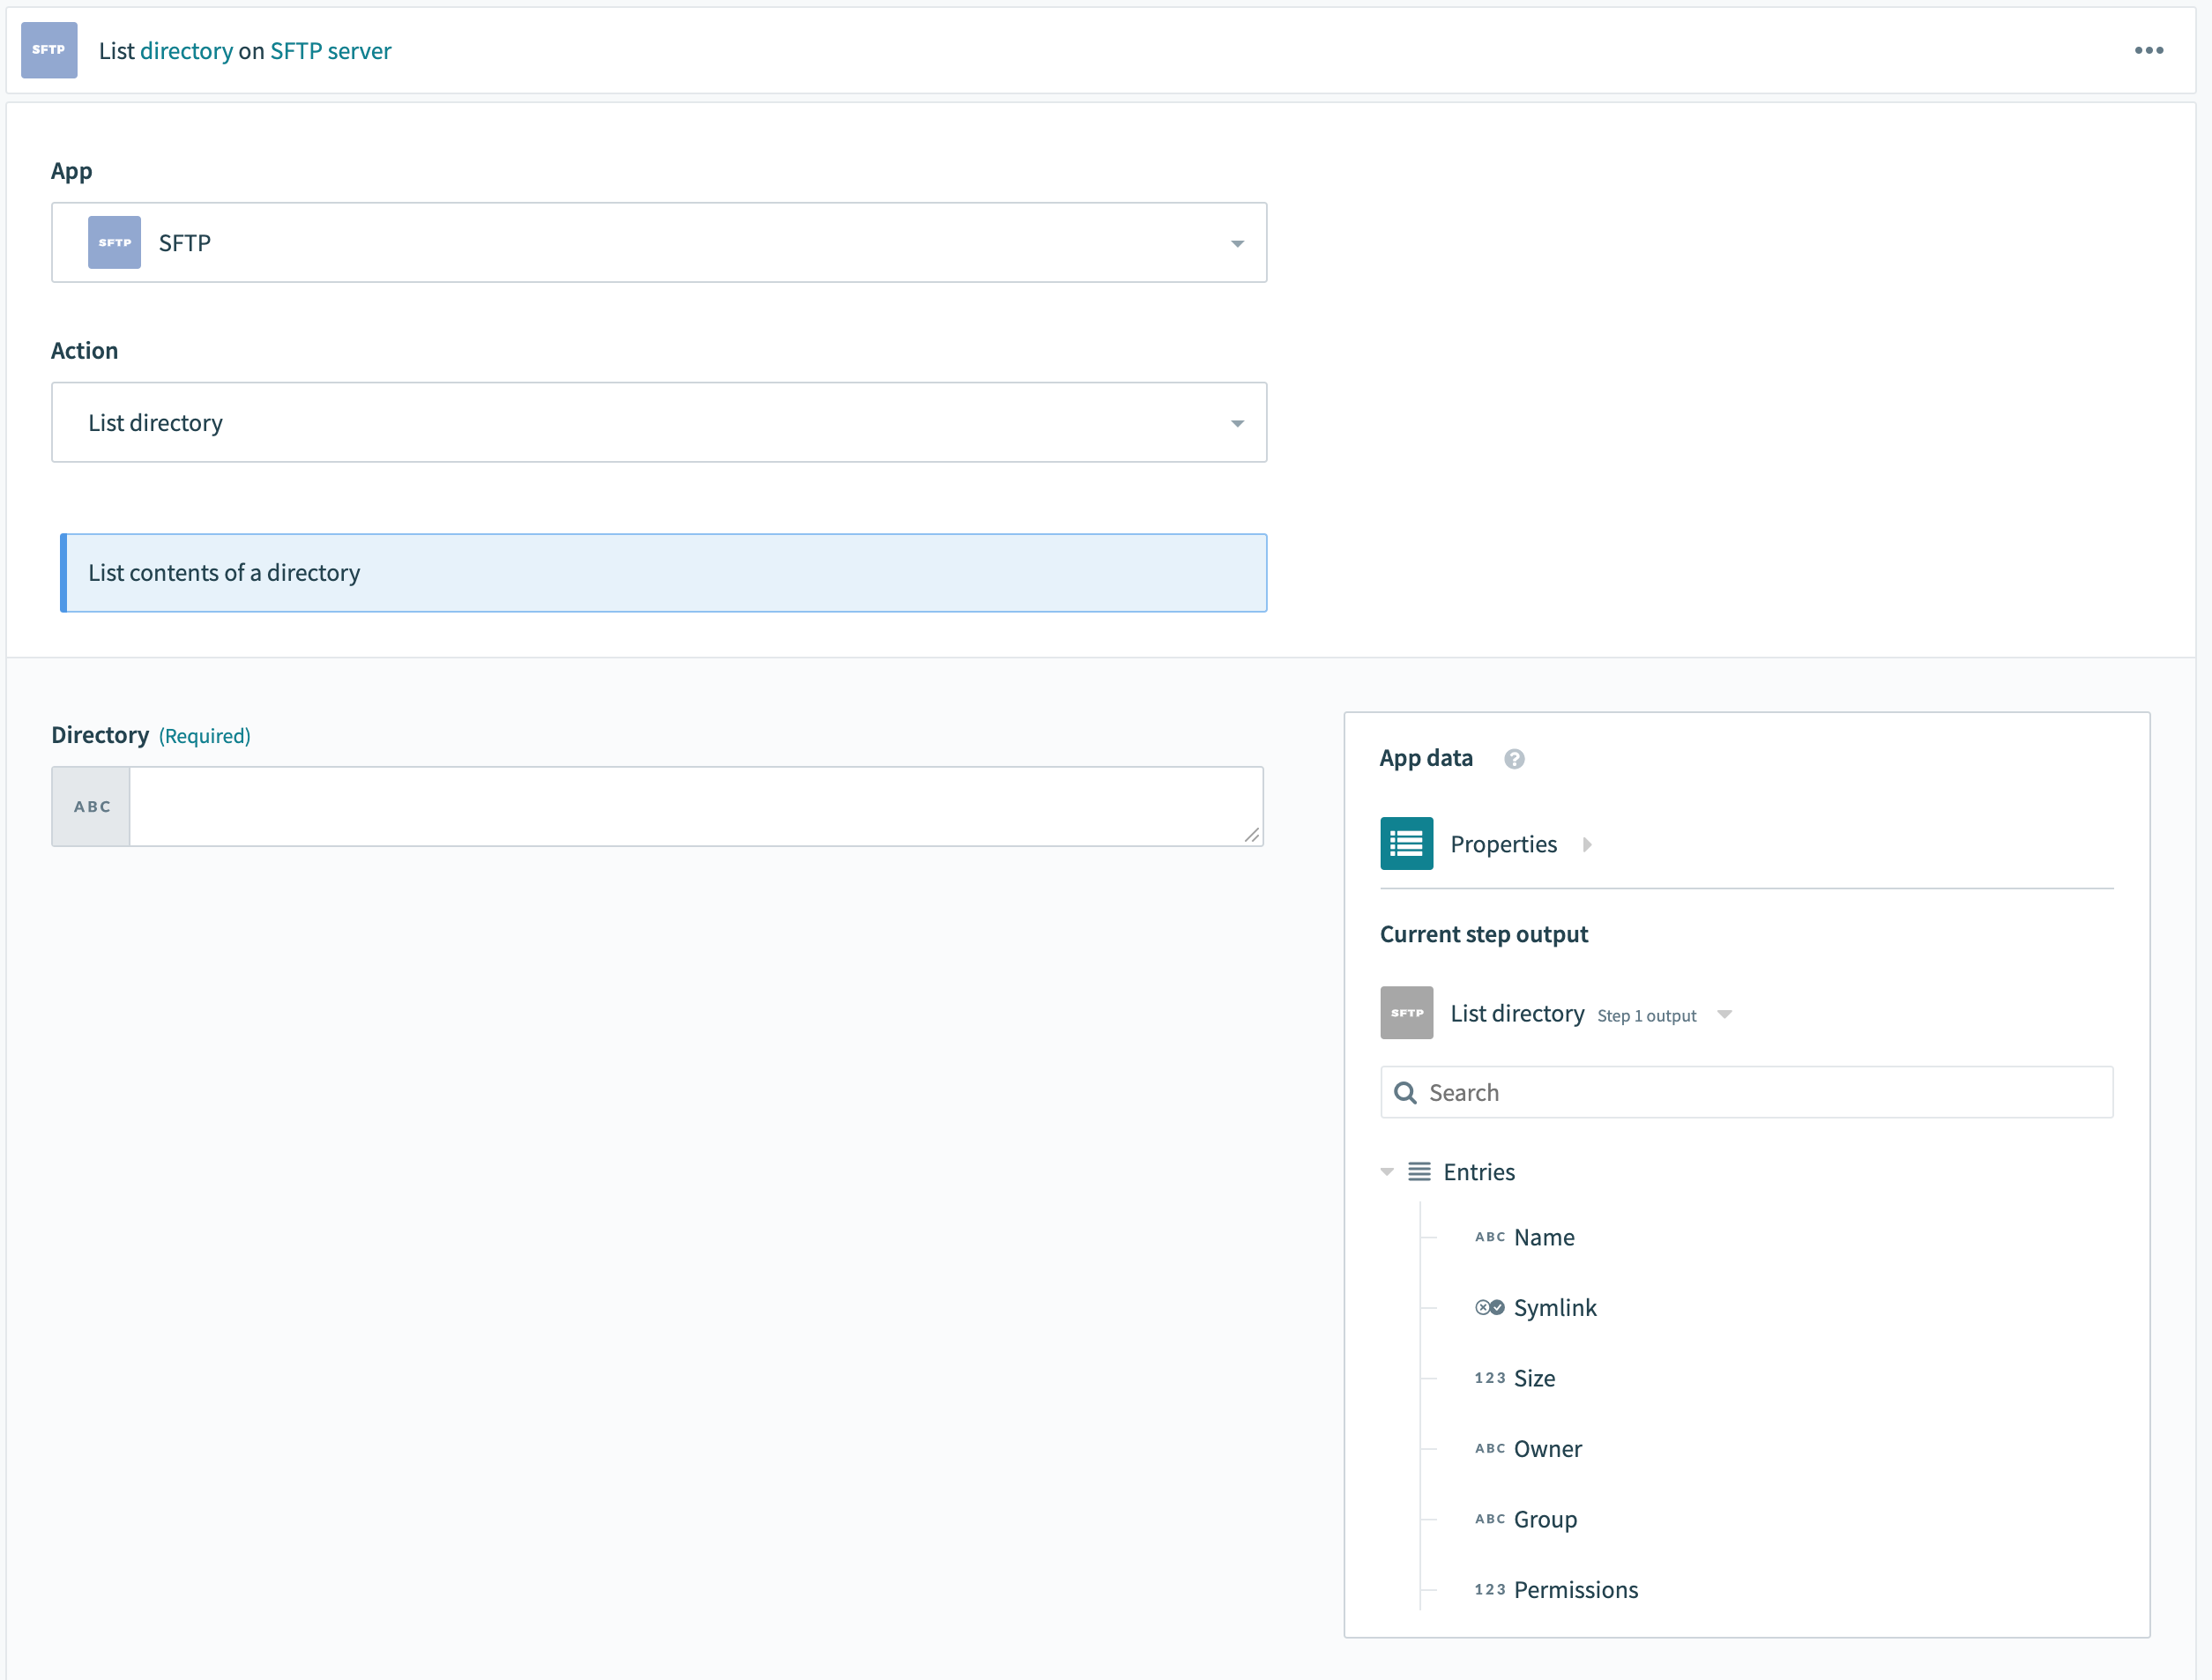 SFTP List directory on SFTP server
App
SFTP SFTP
Action
List directory
List contents of a directory
Directory (Required)
ABC
App data ?
Properties
Current step output
SFTP List directory Step 1 output
Search
Entries
ABC Name
Symlink
123 Size
ABC Owner
ABC Group
123 Permissions